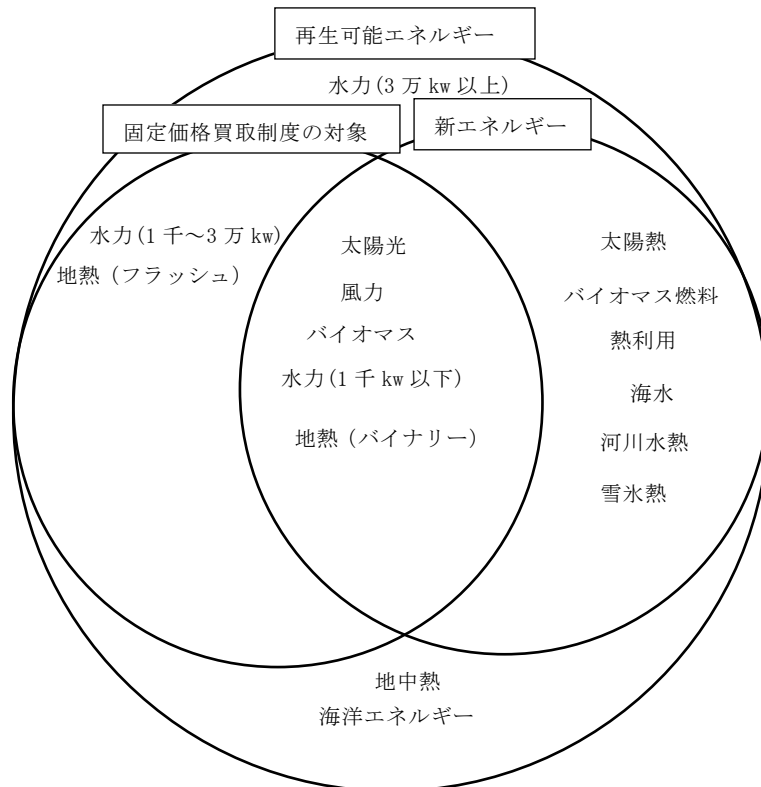 再生可能エネルギー
水力(3 万 kw 以上)
固定価格買取制度の対象
新エネルギー
水力(1 千～3 万 kw)
地熱（フラッシュ）
太陽光
風力
バイオマス
水力(1 千 kw 以下)
地熱（バイナリー）
太陽熱
バイオマス燃料
熱利用
海水
河川水熱
雪氷熱
地中熱
海洋エネルギー